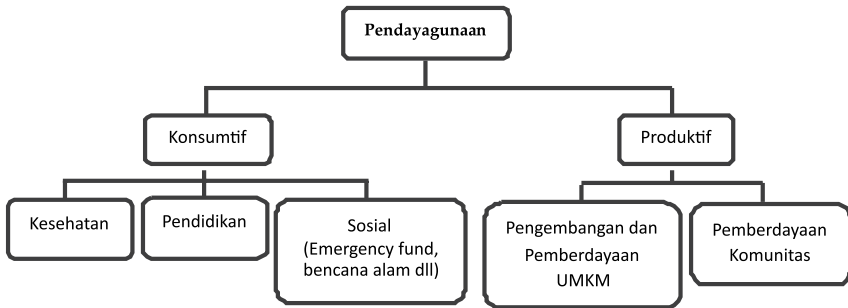 Pendayagunaan
Konsumtif
Produktif
Kesehatan
Pendidikan
Sosial
(Emergency fund,
bencana alam dll)
Pengembangan dan
Pemberdayaan
UMKM
Pemberdayaan
Komunitas